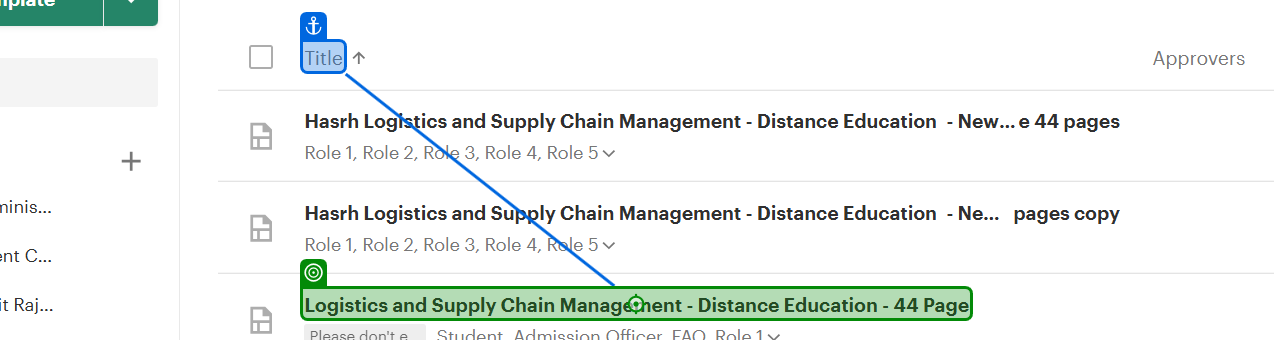 mplate
Title
Approvers
Hasrh Logistics and Supply Chain Management - Distance Education - New... e 44 pages
Role 1, Role 2, Role 3, Role 4, Role 5
minis...
Hasrh Logistics and Supply Chain Management - Distance Education - Ne... pages copy
Role 1, Role 2, Role 3, Role 4, Role 5
ent C...
Logistics and Supply Chain Management - Distance Education - 44 Page
it Raj...
Please don't e... Student, Admission Officer, FAO, Role 1